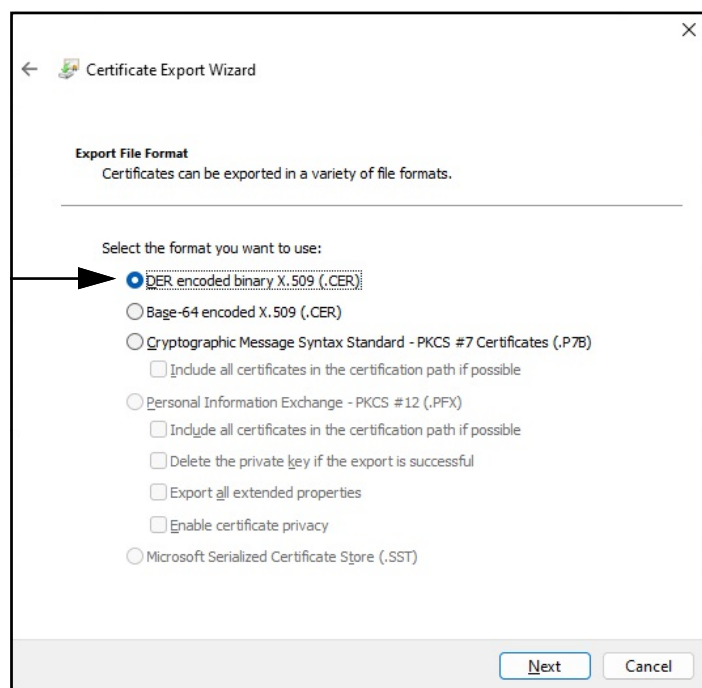 Certificate Export Wizard
Export File Format
Certificates can be exported in a variety of file formats.
Select the format you want to use:
DER encoded binary X.509 (.CER)
Base-64 encoded X.509 (.CER)
Cryptographic Message Syntax Standard - PKCS #7 Certificates (.P7B)
Include all certificates in the certification path if possible
Personal Information Exchange - PKCS #12 (.PFX)
Include all certificates in the certification path if possible
Delete the private key if the export is successful
Export all extended properties
Enable certificate privacy
Microsoft Serialized Certificate Store (.SST)
Next Cancel